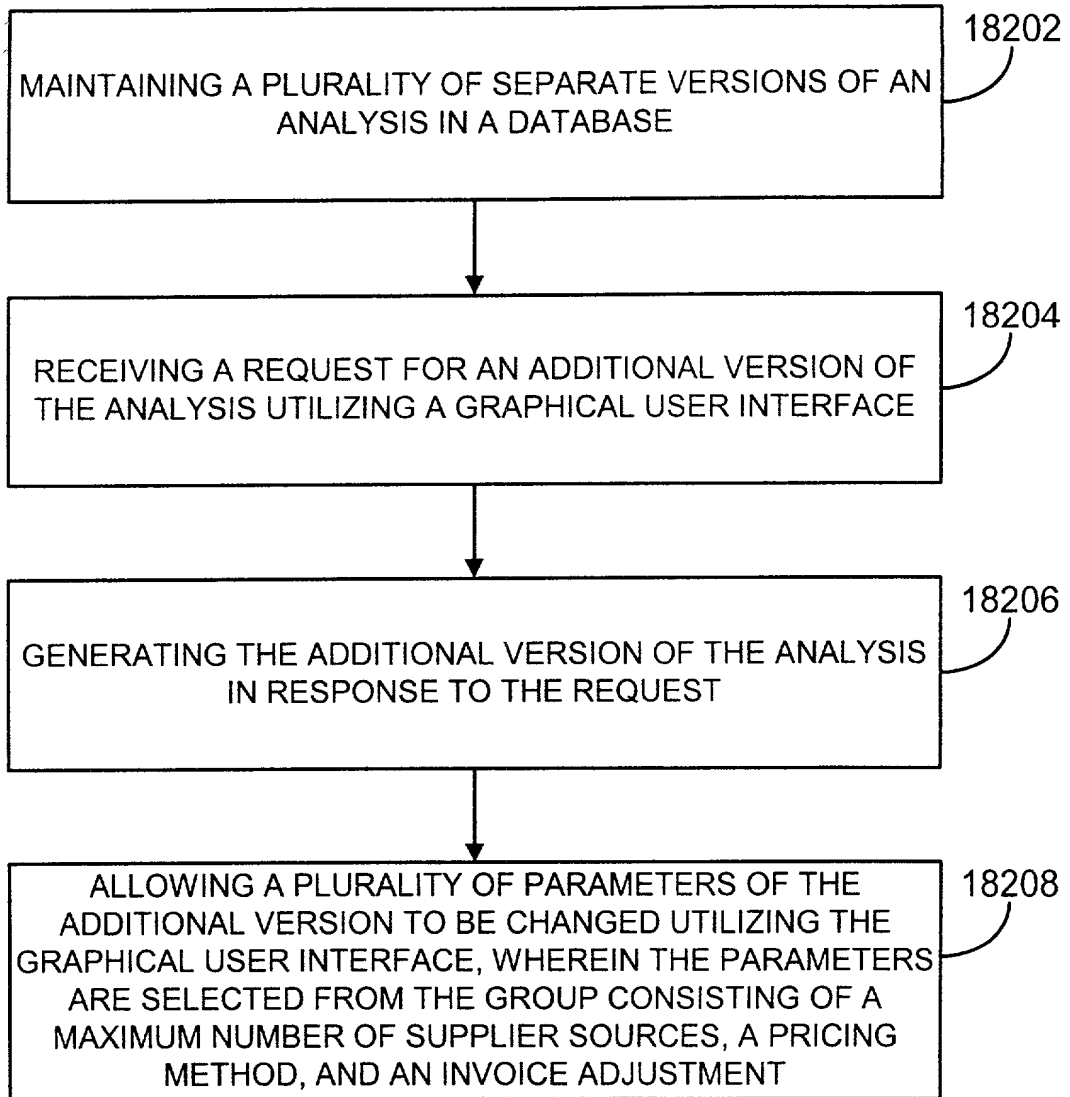 18202
MAINTAINING A PLURALITY OF SEPARATE VERSIONS OF AN
ANALYSIS IN A DATABASE
18204
RECEIVING A REQUEST FOR AN ADDITIONAL VERSION OF
THE ANALYSIS UTILIZING A GRAPHICAL USER INTERFACE
18206
GENERATING THE ADDITIONAL VERSION OF THE ANALYSIS
IN RESPONSE TO THE REQUEST
18208
ALLOWING A PLURALITY OF PARAMETERS OF THE
ADDITIONAL VERSION TO BE CHANGED UTILIZING THE
GRAPHICAL USER INTERFACE, WHEREIN THE PARAMETERS
ARE SELECTED FROM THE GROUP CONSISTING OF A
MAXIMUM NUMBER OF SUPPLIER SOURCES, A PRICING
METHOD, AND AN INVOICE ADJUSTMENT